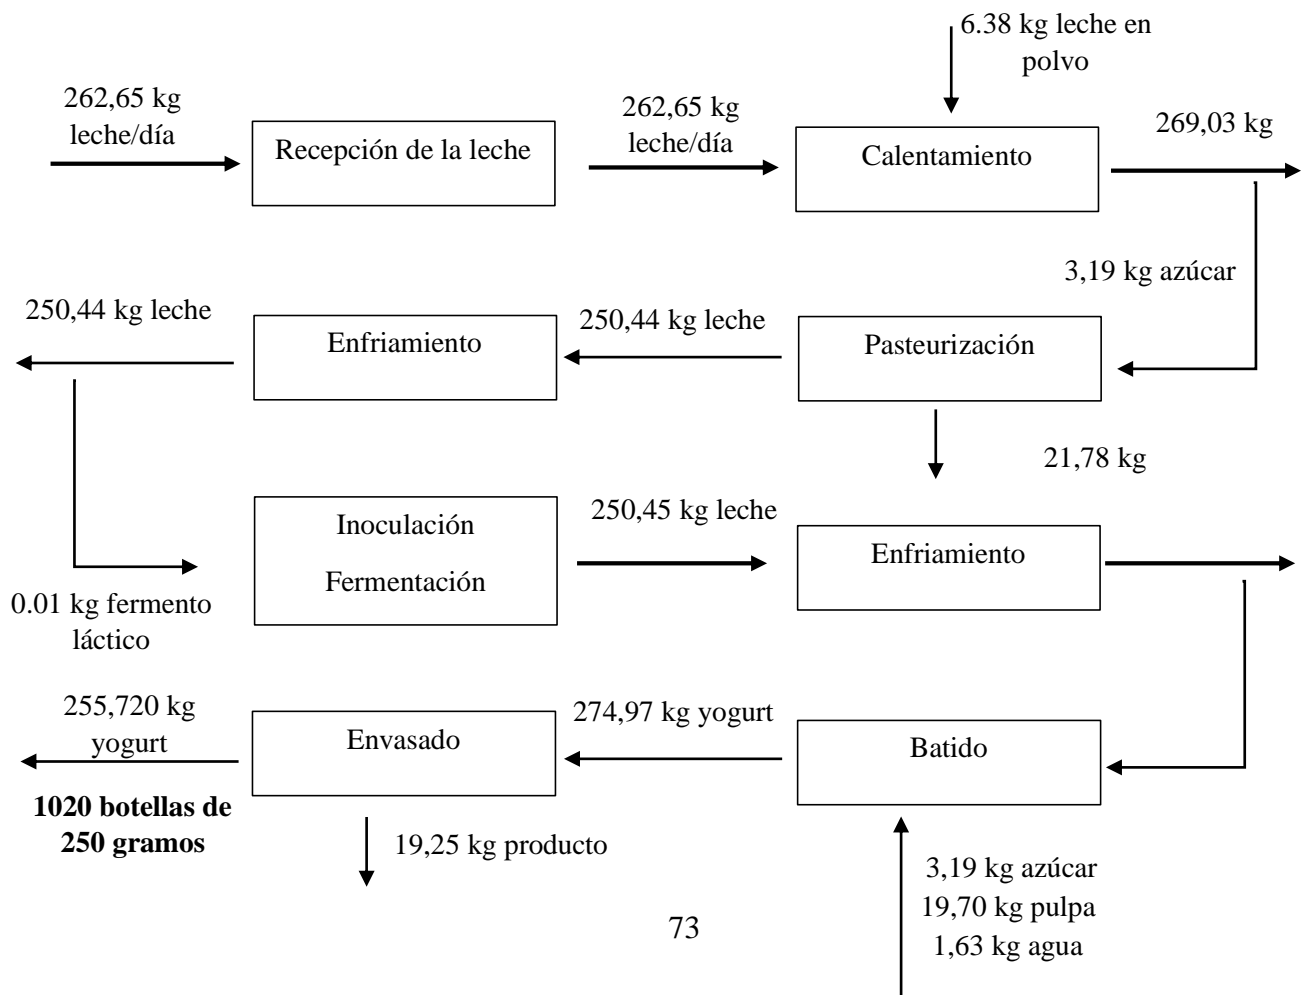 6.38 kg leche en
polvo
262,65 kg
leche/día
Recepción de la leche
262,65 kg
leche/día
Calentamiento
269,03 kg
3,19 kg azúcar
250,44 kg leche
Enfriamiento
250,44 kg leche
Pasteurización
21,78 kg
Inoculación
Fermentación
250,45 kg leche
Enfriamiento
0.01 kg fermento
láctico
255,720 kg
yogurt
Envasado
274,97 kg yogurt
Batido
1020 botellas de
250 gramos
19,25 kg producto
3,19 kg azúcar
19,70 kg pulpa
1,63 kg agua
73